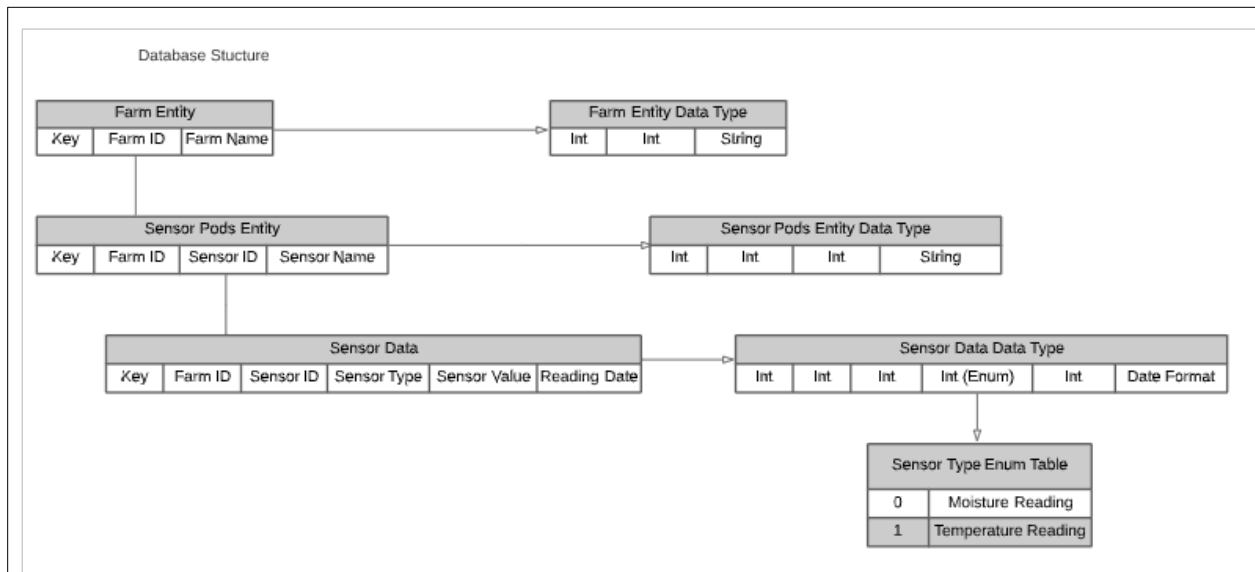 Database Stucture
Farm Entity
Key Farm ID Farm Name
Farm Entity Data Type
Int Int String
Sensor Pods Entity
Key Farm ID Sensor ID Sensor Name
Sensor Pods Entity Data Type
Int Int Int String
Sensor Data
Key Farm ID Sensor ID Sensor Type Sensor Value Reading Date
Sensor Data Data Type
Int Int Int Int (Enum) Int Date Format
Sensor Type Enum Table
0 Moisture Reading
1 Temperature Reading